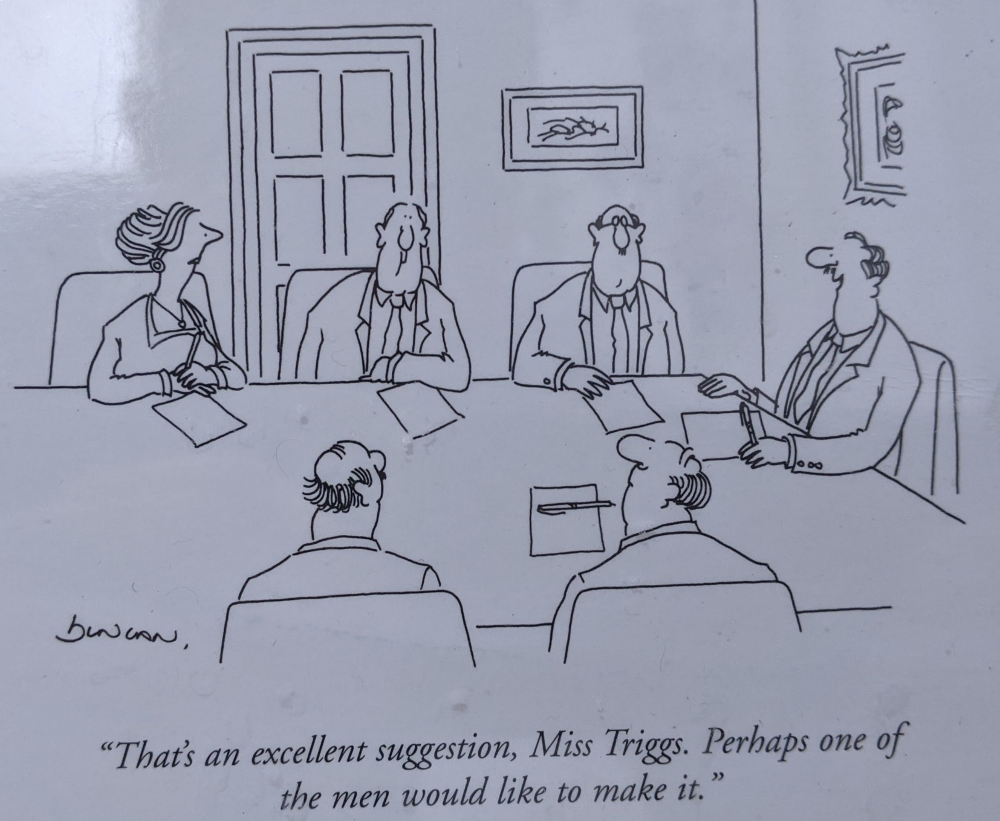 Duncan.
“That’s an excellent suggestion, Miss Triggs. Perhaps one of
the men would like to make it.”